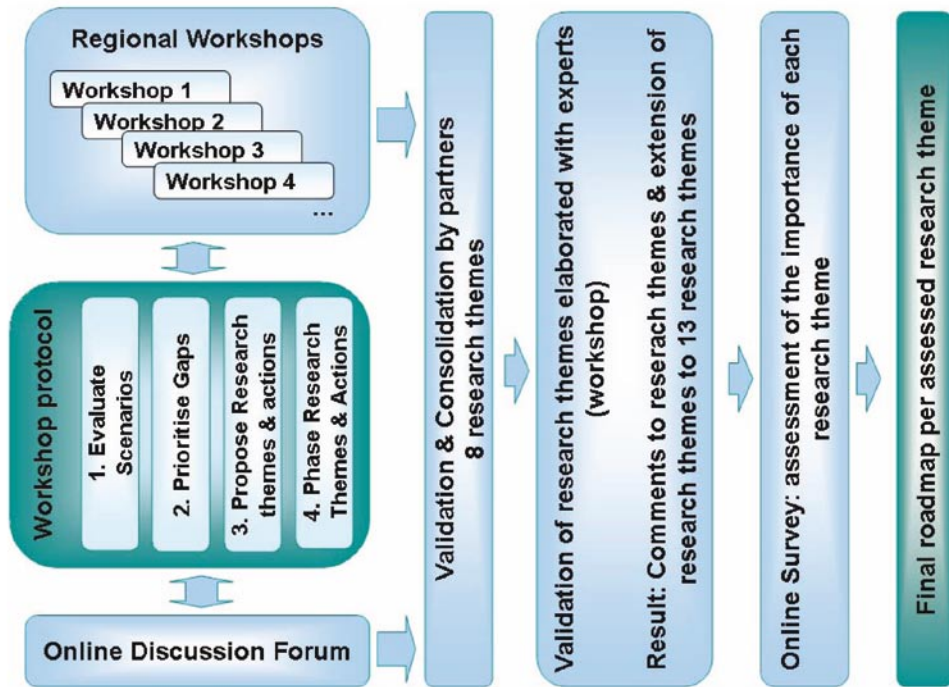 Regional Workshops
Workshop 1
Workshop 2
Workshop 3
Workshop 4
...
Workshop protocol
1. Evaluate
Scenarios
2. Prioritise Gaps
3. Propose Research
themes & actions
4. Phase Research
Themes & Actions
Online Discussion Forum
Validation & Consolidation by partners
8 research themes
Validation of research themes elaborated with experts
(workshop)
Result: Comments to reserach themes & extension of
research themes to 13 research themes
Online Survey: assessment of the importance of each
research theme
Final roadmap per assessed research theme